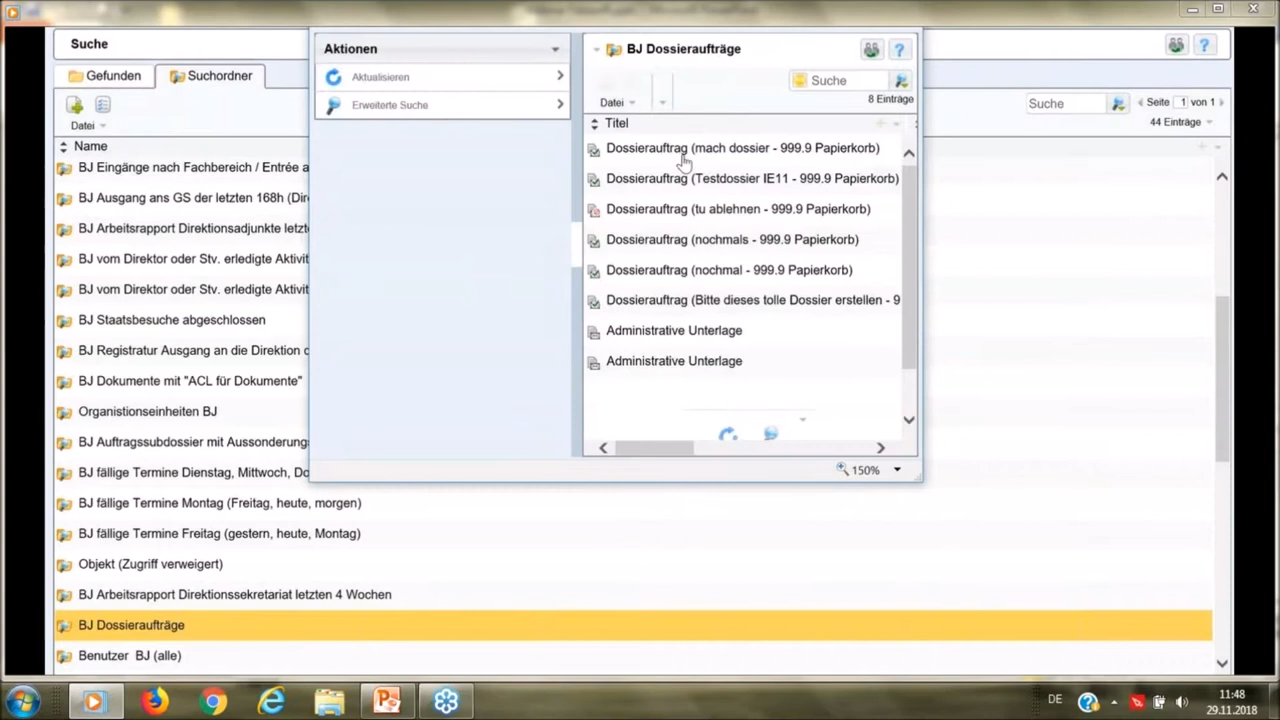 Suche
Gefunden
Suchordner
Datei
Suche
Seite 1 von 1
44 Einträge
Name
BJ Eingänge nach Fachbereich / Entrée a
BJ Ausgang ans GS der letzten 168h (Dire
BJ Arbeitsrapport Direktionsadjunkte letzt
BJ vom Direktor oder Stv. erledigte Aktivit
BJ vom Direktor oder Stv. erledigte Aktivit
BJ Staatsbesuche abgeschlossen
BJ Registratur Ausgang an die Direktion d
BJ Dokumente mit "ACL für Dokumente"
Organistionseinheiten BJ
BJ Auftragssubdossier mit Aussonderung
BJ fällige Termine Dienstag, Mittwoch, Do
BJ fällige Termine Montag (Freitag, heute, morgen)
BJ fällige Termine Freitag (gestern, heute, Montag)
Objekt (Zugriff verweigert)
BJ Arbeitsrapport Direktionssekretariat letzten 4 Wochen
BJ Dossieraufträge
Benutzer BJ (alle)
Aktionen
Aktualisieren
Erweiterte Suche
BJ Dossieraufträge
Suche
Datei
8 Einträge
Titel
Dossierauftrag (mach dossier - 999.9 Papierkorb)
Dossierauftrag (Testdossier IE11 - 999.9 Papierkorb)
Dossierauftrag (tu ablehnen - 999.9 Papierkorb)
Dossierauftrag (nochmals - 999.9 Papierkorb)
Dossierauftrag (nochmal - 999.9 Papierkorb)
Dossierauftrag (Bitte dieses tolle Dossier erstellen - 9
Administrative Unterlage
Administrative Unterlage
150%
DE
11:48
29.11.2018